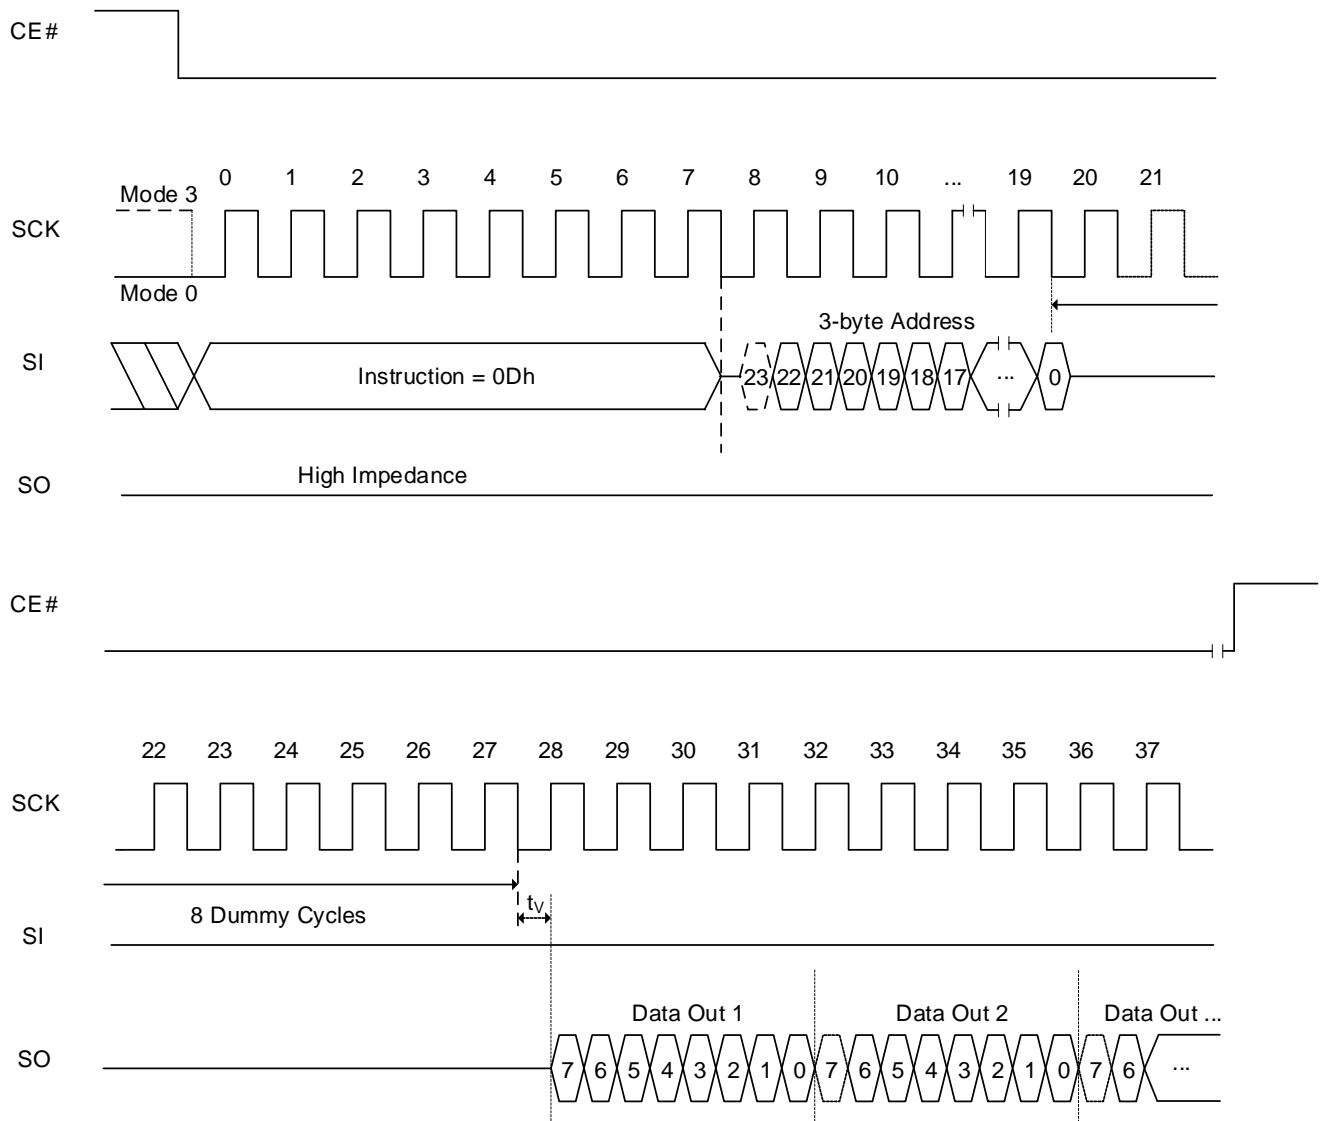 CE#
0 1 2 3 4 5 6 7 8 9 10 ... 19 20 21
Mode 3
SCK
Mode 0
3-byte Address
SI
Instruction = 0Dh
23 22 21 20 19 18 17 ... 0
High Impedance
SO
CE#
22 23 24 25 26 27 28 29 30 31 32 33 34 35 36 37
SCK
8 Dummy Cycles
tV
SI
Data Out 1 Data Out 2 Data Out ...
SO
7 6 5 4 3 2 1 0 7 6 5 4 3 2 1 0 7 6 ...